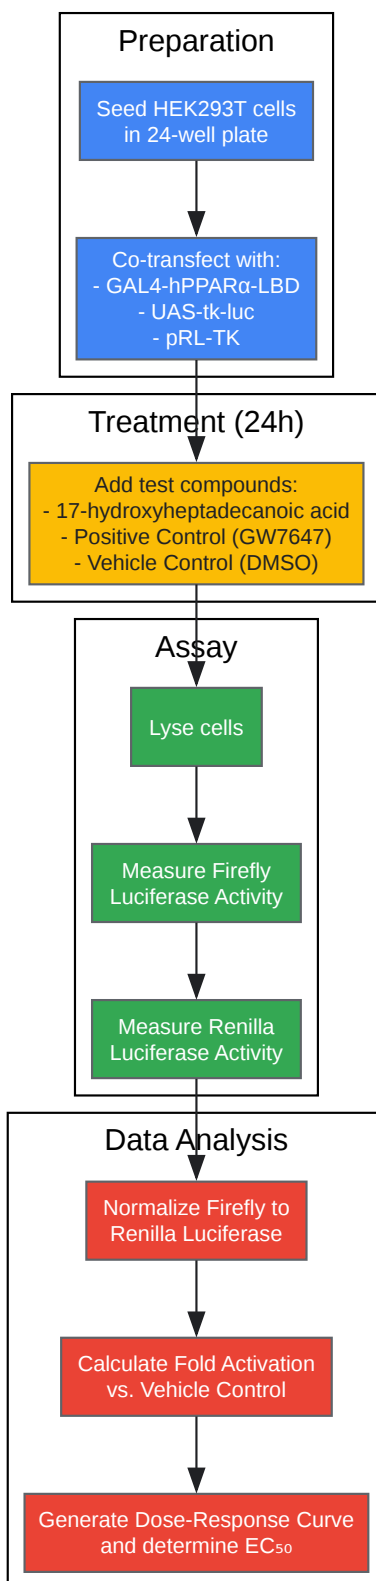 Preparation
Seed HEK293T cells
in 24-well plate
Co-transfect with:
- GAL4-hPPARα-LBD
- UAS-tk-luc
- pRL-TK
Treatment (24h)
Add test compounds:
- 17-hydroxyheptadecanoic acid
- Positive Control (GW7647)
- Vehicle Control (DMSO)
Assay
Lyse cells
Measure Firefly
Luciferase Activity
Measure Renilla
Luciferase Activity
Data Analysis
Normalize Firefly to
Renilla Luciferase
Calculate Fold Activation
vs. Vehicle Control
Generate Dose-Response Curve
and determine EC₅₀